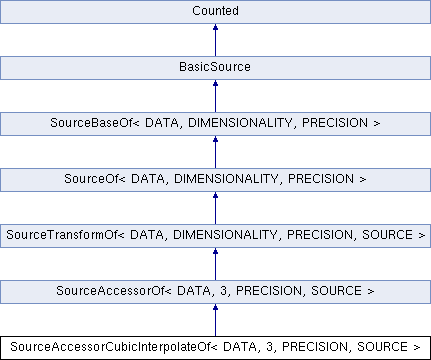 Counted
BasicSource
SourceBaseOf< DATA, DIMENSIONALITY, PRECISION >
SourceOf< DATA, DIMENSIONALITY, PRECISION >
SourceTransformOf< DATA, DIMENSIONALITY, PRECISION, SOURCE >
SourceAccessorOf< DATA, 3, PRECISION, SOURCE >
SourceAccessorCubicInterpolateOf< DATA, 3, PRECISION, SOURCE >